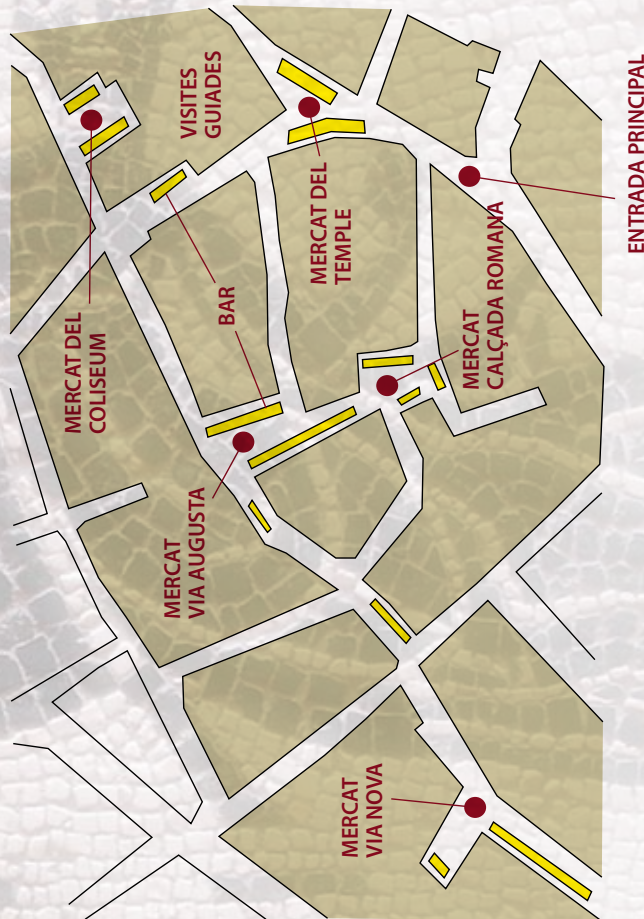 MERCAT
VIA NOVA
MERCAT
VIA AUGUSTA
MERCAT DEL
COLISEUM
BAR
MERCAT
CALÇADA ROMANA
MERCAT DEL
TEMPLE
VISITES
GUIADES
ENTRADA PRINCIPAL